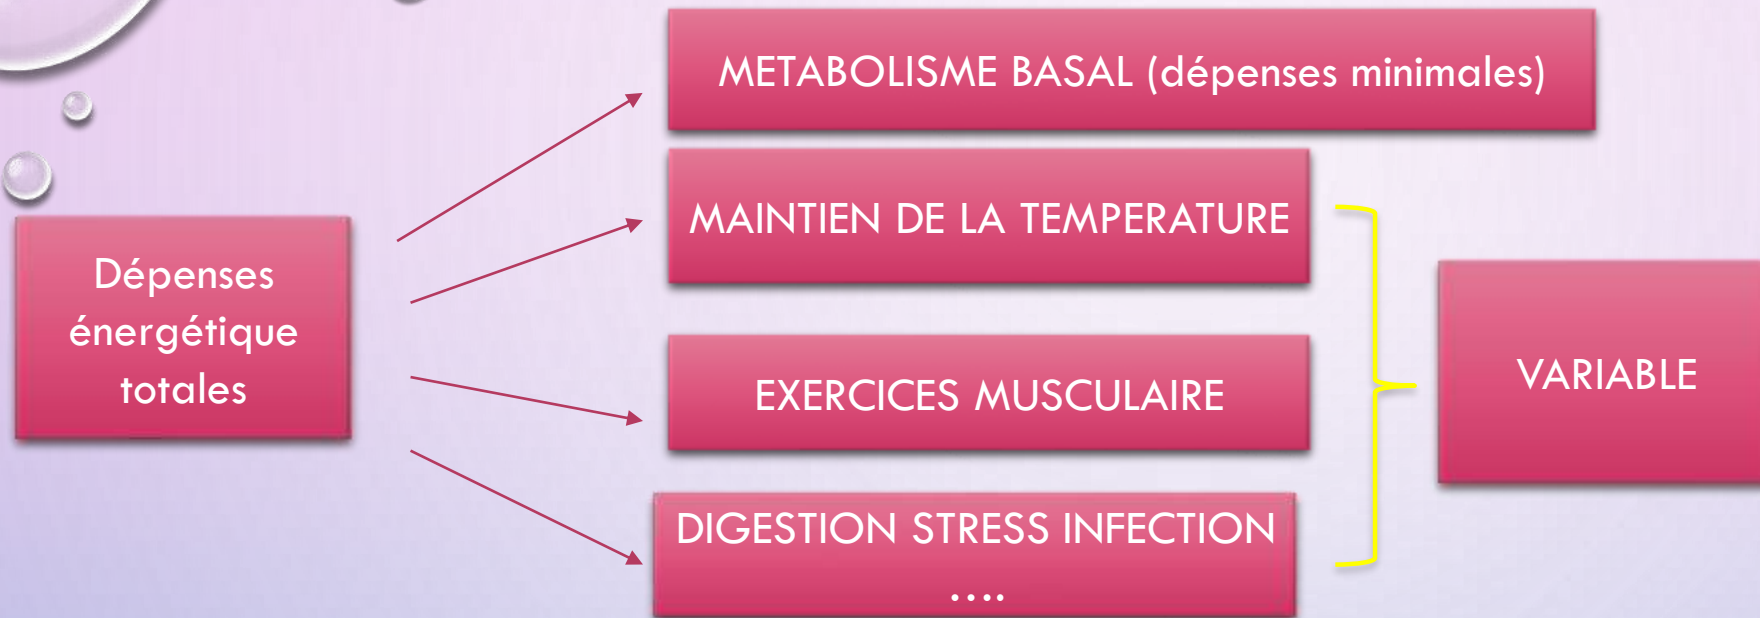 METABOLISME BASAL (dépenses minimales)
MAINTIEN DE LA TEMPERATURE
Dépenses
énergétique
totales
EXERCICES MUSCULAIRE
VARIABLE
DIGESTION STRESS INFECTION
....